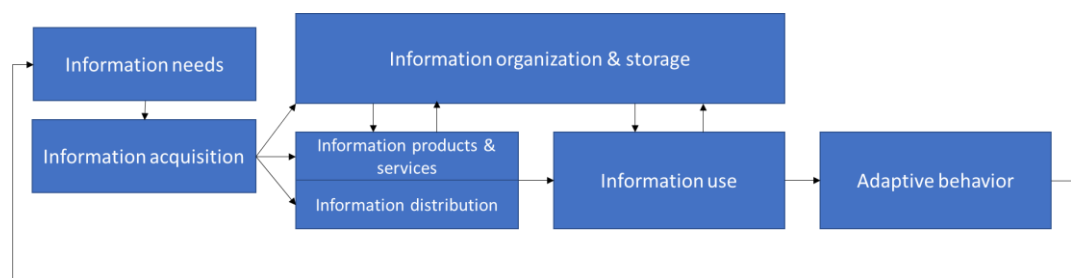 Information needs
Information organization & storage
Information acquisition
Information products &
services
Information distribution
Information use
Adaptive behavior